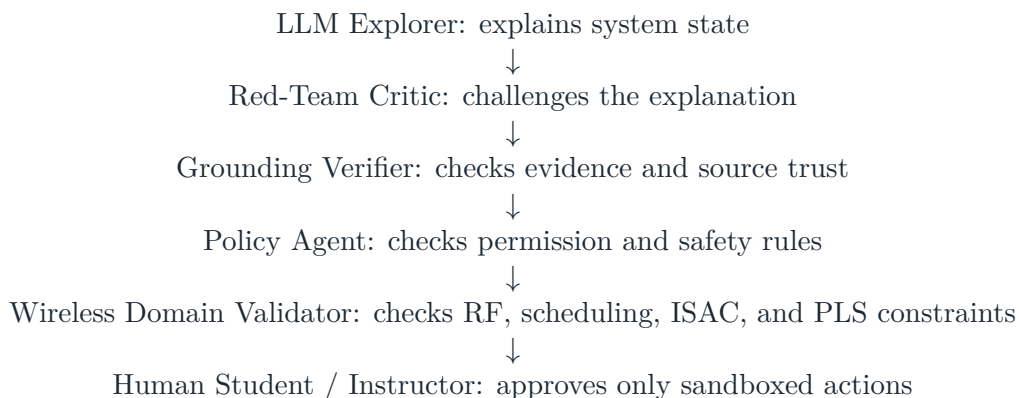 LLM Explorer: explains system state
↓
Red-Team Critic: challenges the explanation
↓
Grounding Verifier: checks evidence and source trust
↓
Policy Agent: checks permission and safety rules
↓
Wireless Domain Validator: checks RF, scheduling, ISAC, and PLS constraints
↓
Human Student / Instructor: approves only sandboxed actions